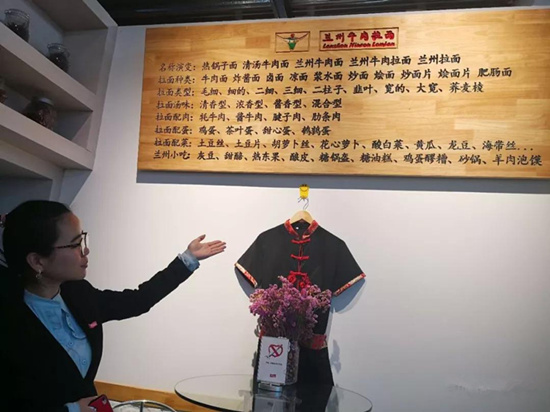 兰州牛肉拉面
Lanzhou Niurou Lamian
名称演变：热锅子面 清汤牛肉面 兰州牛肉面 兰州牛肉拉面 兰州拉面
拉面种类：牛肉面 炸酱面 卤面 凉面 浆水面 炒面 烩面 炒面片 烩面片 肥肠面
拉面类型：毛细、细的、二细、三细、二柱子、韭叶、宽的、大宽、荞麦棱
拉面汤味：清香型、浓香型、酱香型、混合型
拉面配肉：牦牛肉、酱牛肉、腱子肉、肋条肉
拉面配蛋：鸡蛋、茶叶蛋、甜心蛋、鹌鹑蛋
拉面配菜：土豆丝、土豆片、胡萝卜丝、花心萝卜、酸白菜、黄瓜、龙豆、海带丝...
兰州小吃：灰豆、甜醅、热冬果、酿皮、糖锅盔、糖油糕、鸡蛋醪糟、砂锅、羊肉泡馍